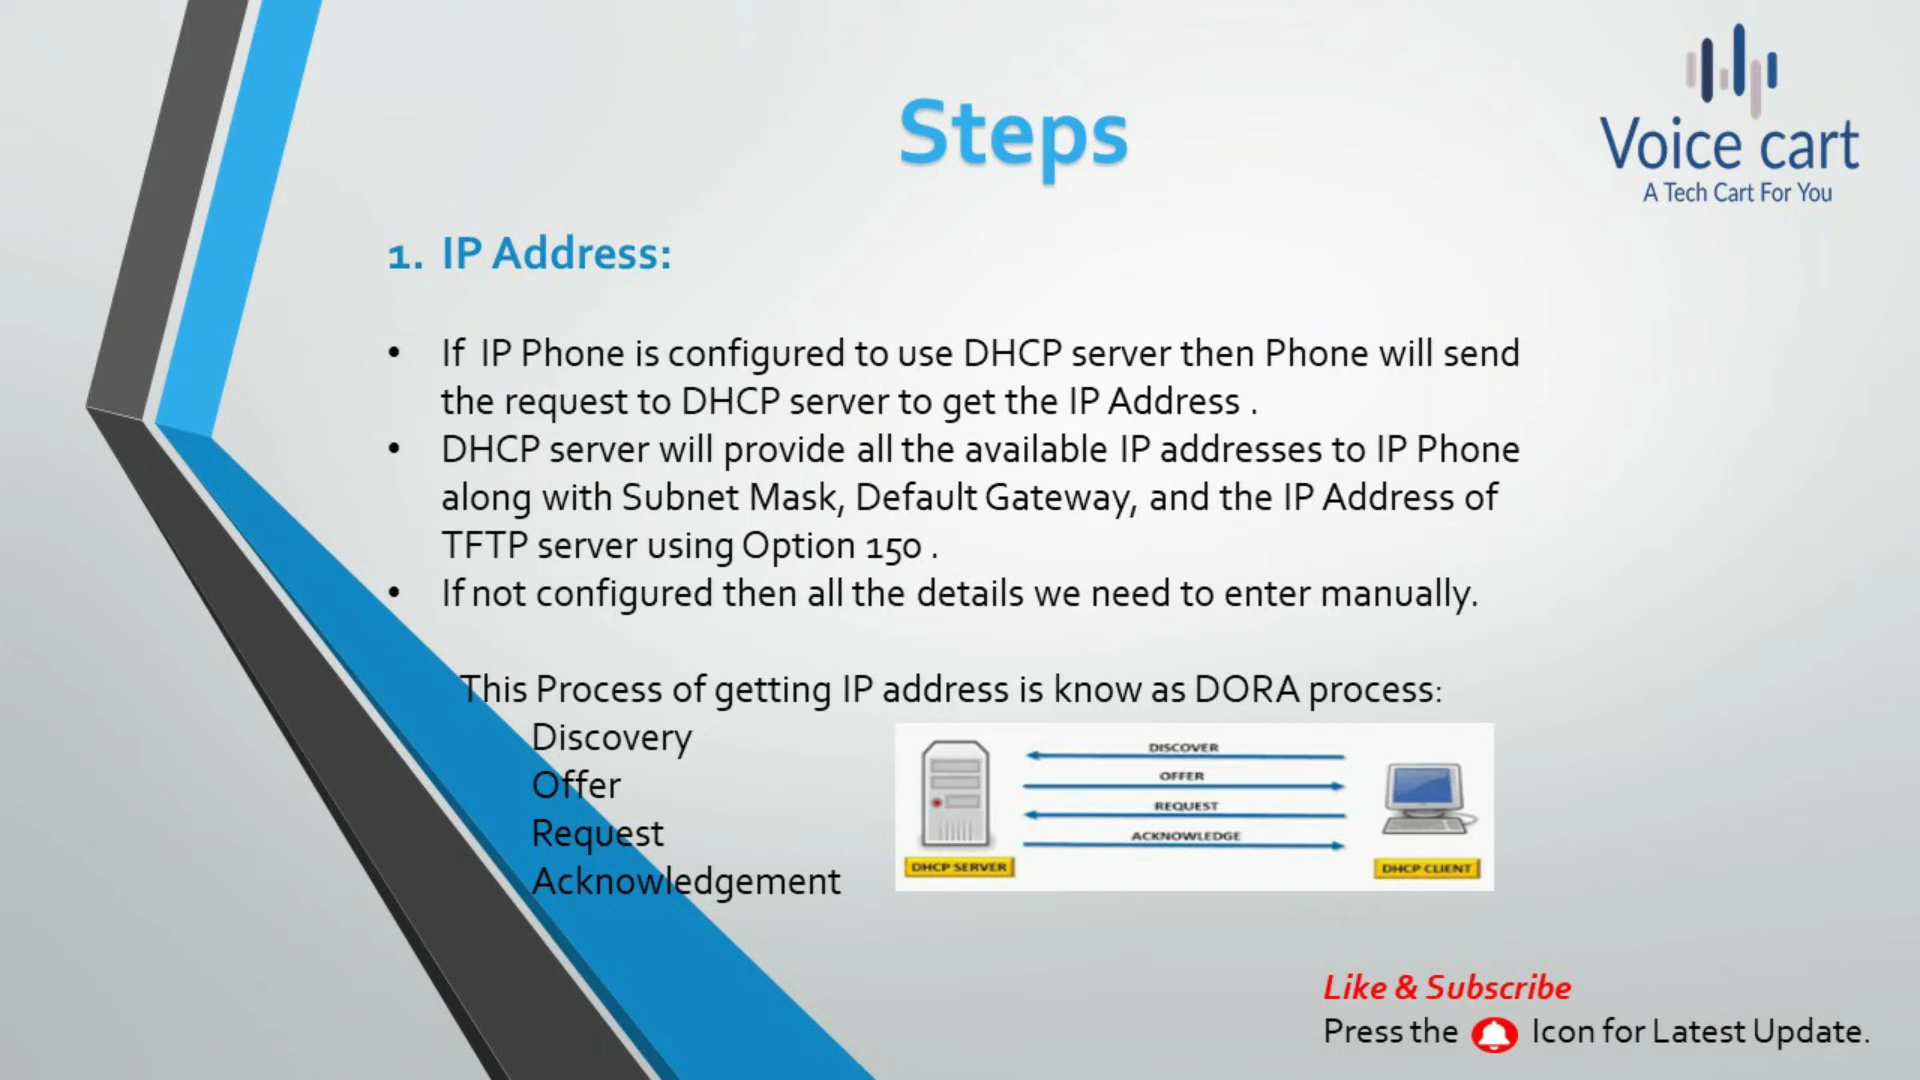 Steps
Voice cart
A Tech Cart For You
1. IP Address:
• If IP Phone is configured to use DHCP server then Phone will send
the request to DHCP server to get the IP Address .
• DHCP server will provide all the available IP addresses to IP Phone
along with Subnet Mask, Default Gateway, and the IP Address of
TFTP server using Option 150 .
• If not configured then all the details we need to enter manually.
This Process of getting IP address is know as DORA process:
Discovery
Offer
Request
Acknowledgement
DISCOVER
OFFER
REQUEST
ACKNOWLEDGE
DHCP SERVER
DHCP CLIENT
Like & Subscribe
Press the Icon for Latest Update.